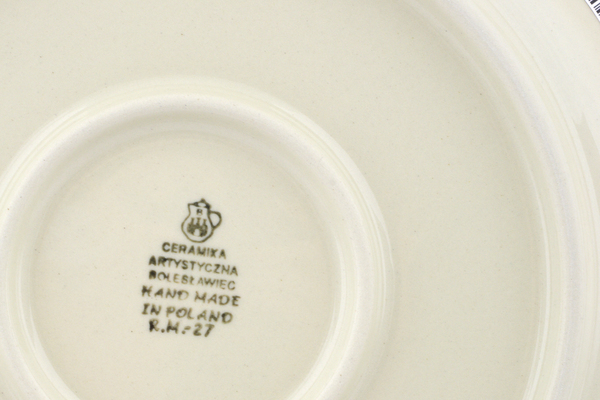 CERAMIKA
ARTYSTYCZNA
BOLESŁAWIEC
HAND MADE
IN POLAND
R.M.-27